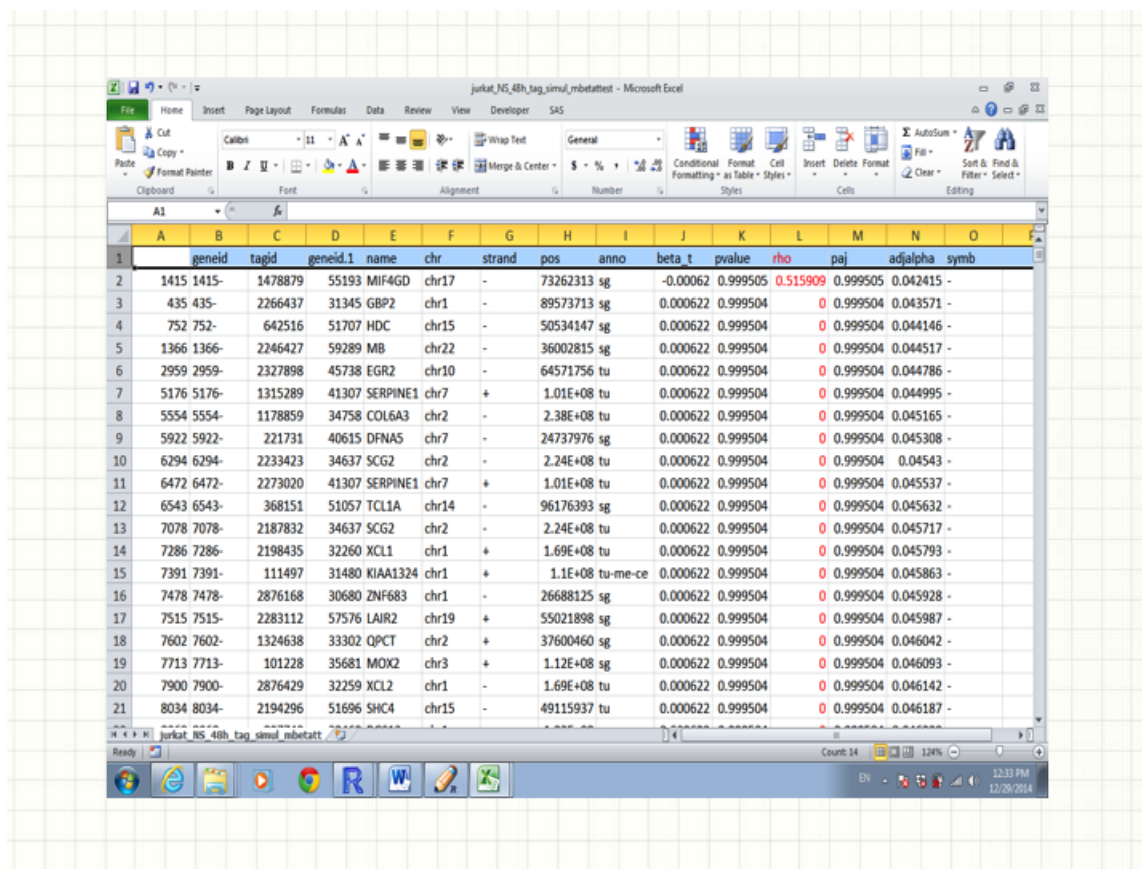 jurkat_NS_48h_tag_simul_mbetattest - Microsoft Excel
File Home Insert Page Layout Formulas Data Review View Developer SAS
Cut
Copy
Format Painter
Paste
Clipboard
Calibri 11
B I U
Font
Wrap Text
Merge & Center
Alignment
General
$ % ,
Number
Conditional Formatting
Format as Table
Cell Styles
Styles
Insert Delete Format
Cells
Σ AutoSum
Fill
Clear
Sort & Filter
Find & Select
Editing
A1 fx
A B C D E F G H I J K L M N O
1 geneid tagid geneid.1 name chr strand pos anno beta_t pvalue rho paj adjalpha symb
2 1415 1415- 1478879 55193 MIF4GD chr17 - 73262313 sg -0.00062 0.999505 0.515909 0.999505 0.042415 -
3 435 435- 2266437 31345 GBP2 chr1 - 89573713 sg 0.000622 0.999504 0 0.999504 0.043571 -
4 752 752- 642516 51707 HDC chr15 - 50534147 sg 0.000622 0.999504 0 0.999504 0.044146 -
5 1366 1366- 2246427 59289 MB chr22 - 36002815 sg 0.000622 0.999504 0 0.999504 0.044517 -
6 2959 2959- 2327898 45738 EGR2 chr10 - 64571756 tu 0.000622 0.999504 0 0.999504 0.044786 -
7 5176 5176- 1315289 41307 SERPINE1 chr7 + 1.01E+08 tu 0.000622 0.999504 0 0.999504 0.044995 -
8 5554 5554- 1178859 34758 COL6A3 chr2 - 2.38E+08 tu 0.000622 0.999504 0 0.999504 0.045165 -
9 5922 5922- 221731 40615 DFNA5 chr7 - 24737976 sg 0.000622 0.999504 0 0.999504 0.045308 -
10 6294 6294- 2233423 34637 SCG2 chr2 - 2.24E+08 tu 0.000622 0.999504 0 0.999504 0.04543 -
11 6472 6472- 2273020 41307 SERPINE1 chr7 + 1.01E+08 tu 0.000622 0.999504 0 0.999504 0.045537 -
12 6543 6543- 368151 51057 TCL1A chr14 - 96176393 sg 0.000622 0.999504 0 0.999504 0.045632 -
13 7078 7078- 2187832 34637 SCG2 chr2 - 2.24E+08 tu 0.000622 0.999504 0 0.999504 0.045717 -
14 7286 7286- 2198435 32260 XCL1 chr1 + 1.69E+08 tu 0.000622 0.999504 0 0.999504 0.045793 -
15 7391 7391- 111497 31480 KIAA1324 chr1 + 1.1E+08 tu-me-ce 0.000622 0.999504 0 0.999504 0.045863 -
16 7478 7478- 2876168 30680 ZNF683 chr1 - 26688125 sg 0.000622 0.999504 0 0.999504 0.045928 -
17 7515 7515- 2283112 57576 LAIR2 chr19 + 55021898 sg 0.000622 0.999504 0 0.999504 0.045987 -
18 7602 7602- 1324638 33302 QPCT chr2 + 37600460 sg 0.000622 0.999504 0 0.999504 0.046042 -
19 7713 7713- 101228 35681 MOX2 chr3 + 1.12E+08 sg 0.000622 0.999504 0 0.999504 0.046093 -
20 7900 7900- 2876429 32259 XCL2 chr1 - 1.69E+08 tu 0.000622 0.999504 0 0.999504 0.046142 -
21 8034 8034- 2194296 51696 SHC4 chr15 - 49115937 tu 0.000622 0.999504 0 0.999504 0.046187 -
jurkat_NS_48h_tag_simul_mbetatt
Ready Count: 14 124%
EN 12:33 PM
12/29/2014